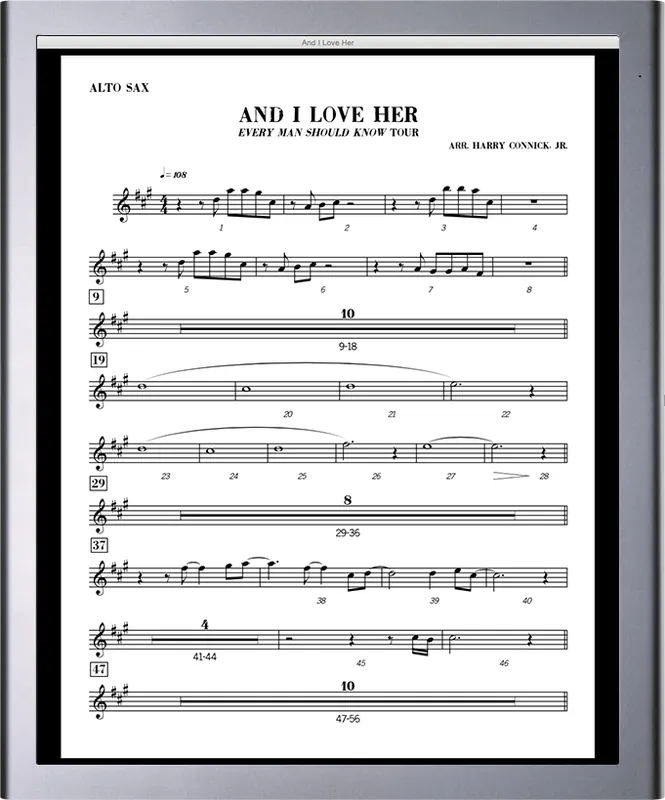 And I Love Her
ALTO SAX
AND I LOVE HER
EVERY MAN SHOULD KNOW TOUR
ARR. HARRY CONNICK, JR.
♩= 108
4
4
1 2 3 4
5 6 7 8
9
10
9-18
19
20 21 22
23 24 25 26 27 28
29
8
29-36
37
38 39 40
4
41-44 45 46
47
10
47-56